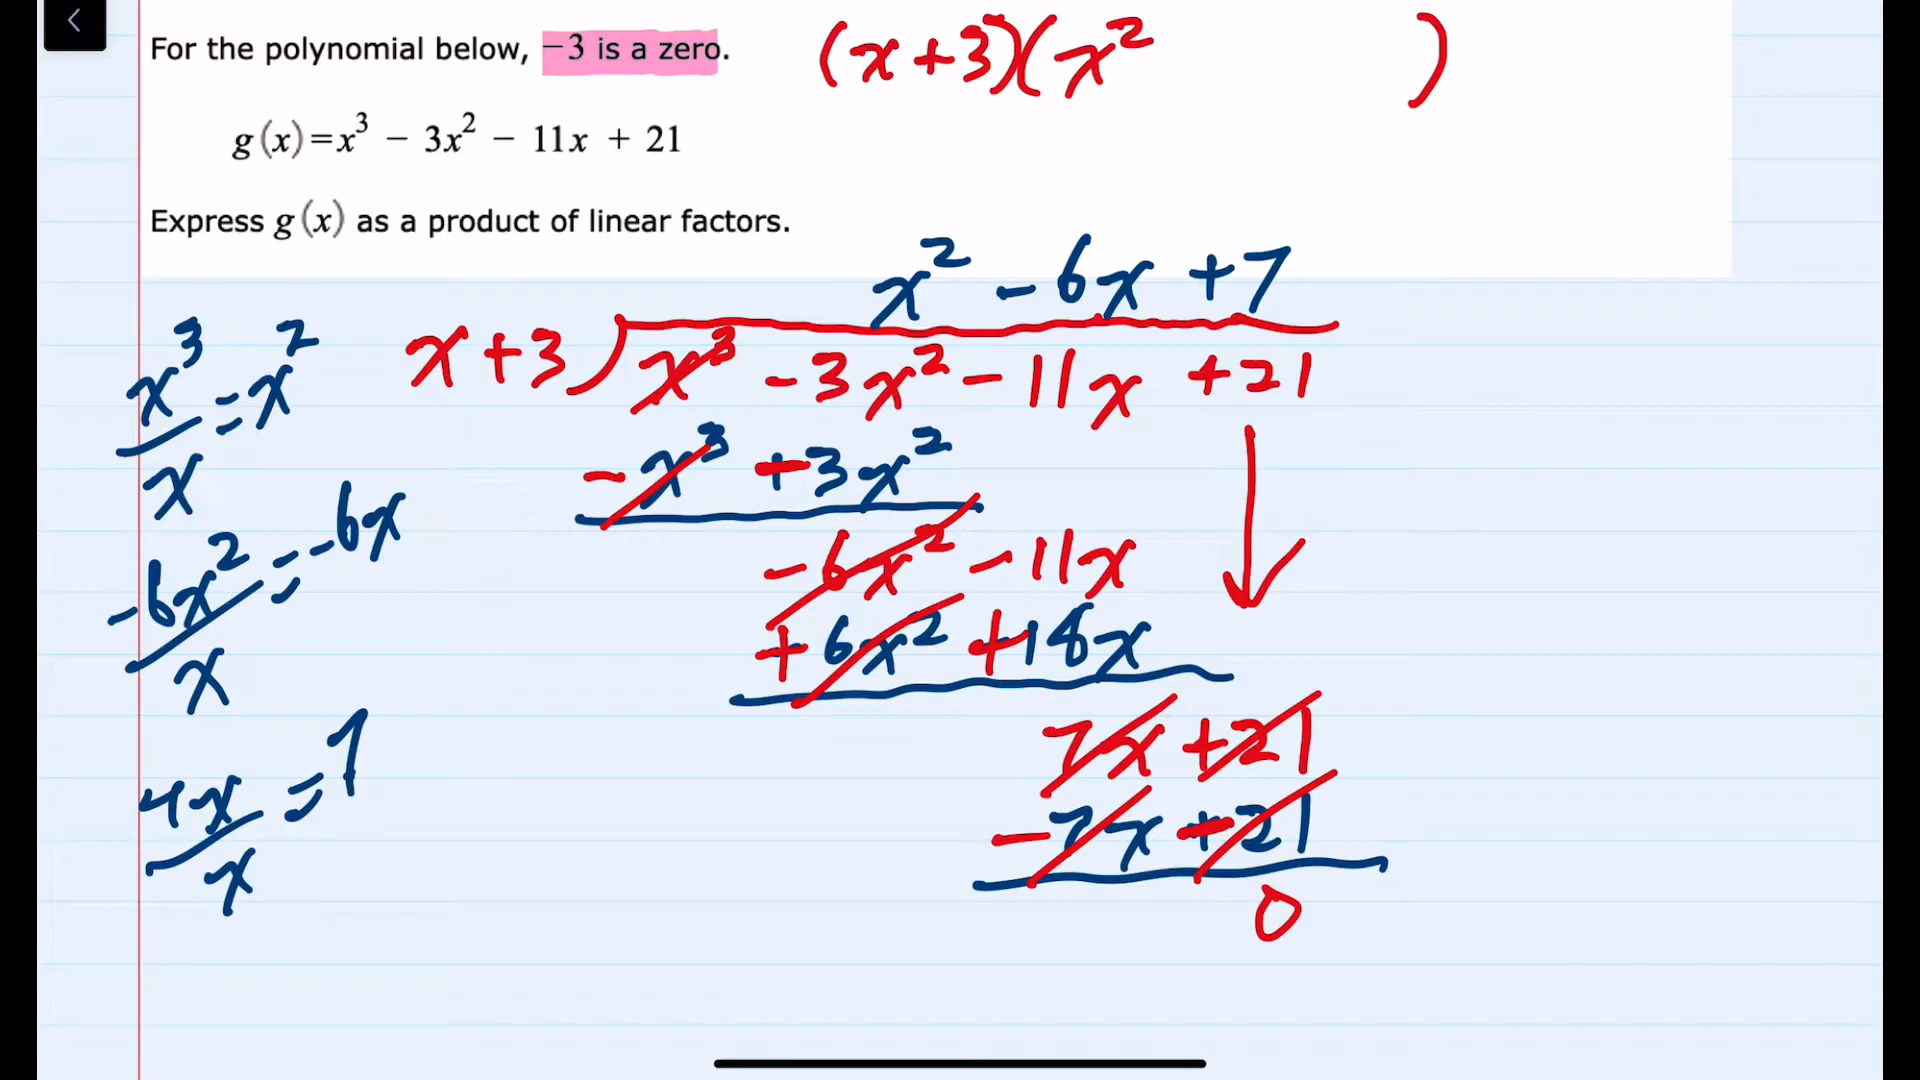 For the polynomial below, −3 is a zero.
(x+3)(x² )
g(x)=x³ − 3x² − 11x + 21
Express g(x) as a product of linear factors.
x² - 6x + 7
x+3 x³ - 3x² - 11x + 21
x³/x = x²
- x³ + 3x²
-6x²/x = -6x
- 6x² - 11x
+ 6x² + 18x
7x + 21
7x/x = 7
- 7x + 21
0